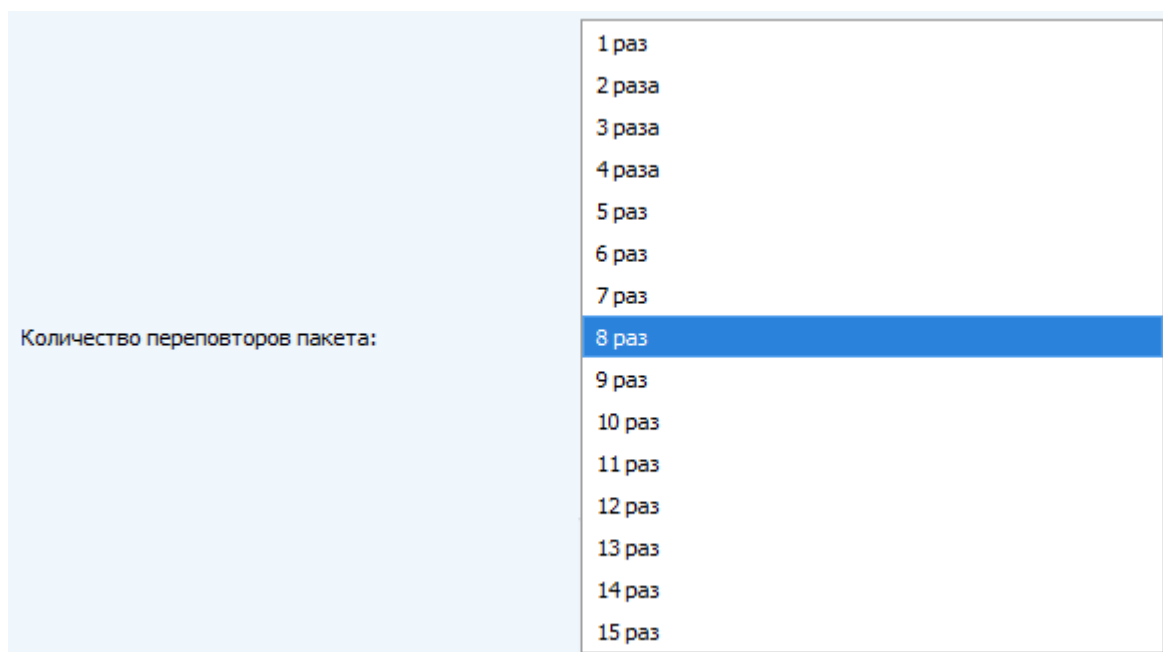 1 раз
2 раза
3 раза
4 раза
5 раз
6 раз
7 раз
Количество переповторов пакета:
8 раз
9 раз
10 раз
11 раз
12 раз
13 раз
14 раз
15 раз